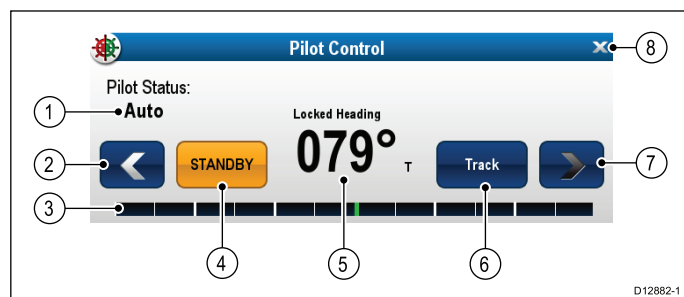 Pilot Control
8
Pilot Status:
1
Auto
Locked Heading
2
STANDBY
079°
T
Track
7
3
4
5
6
D12882-1